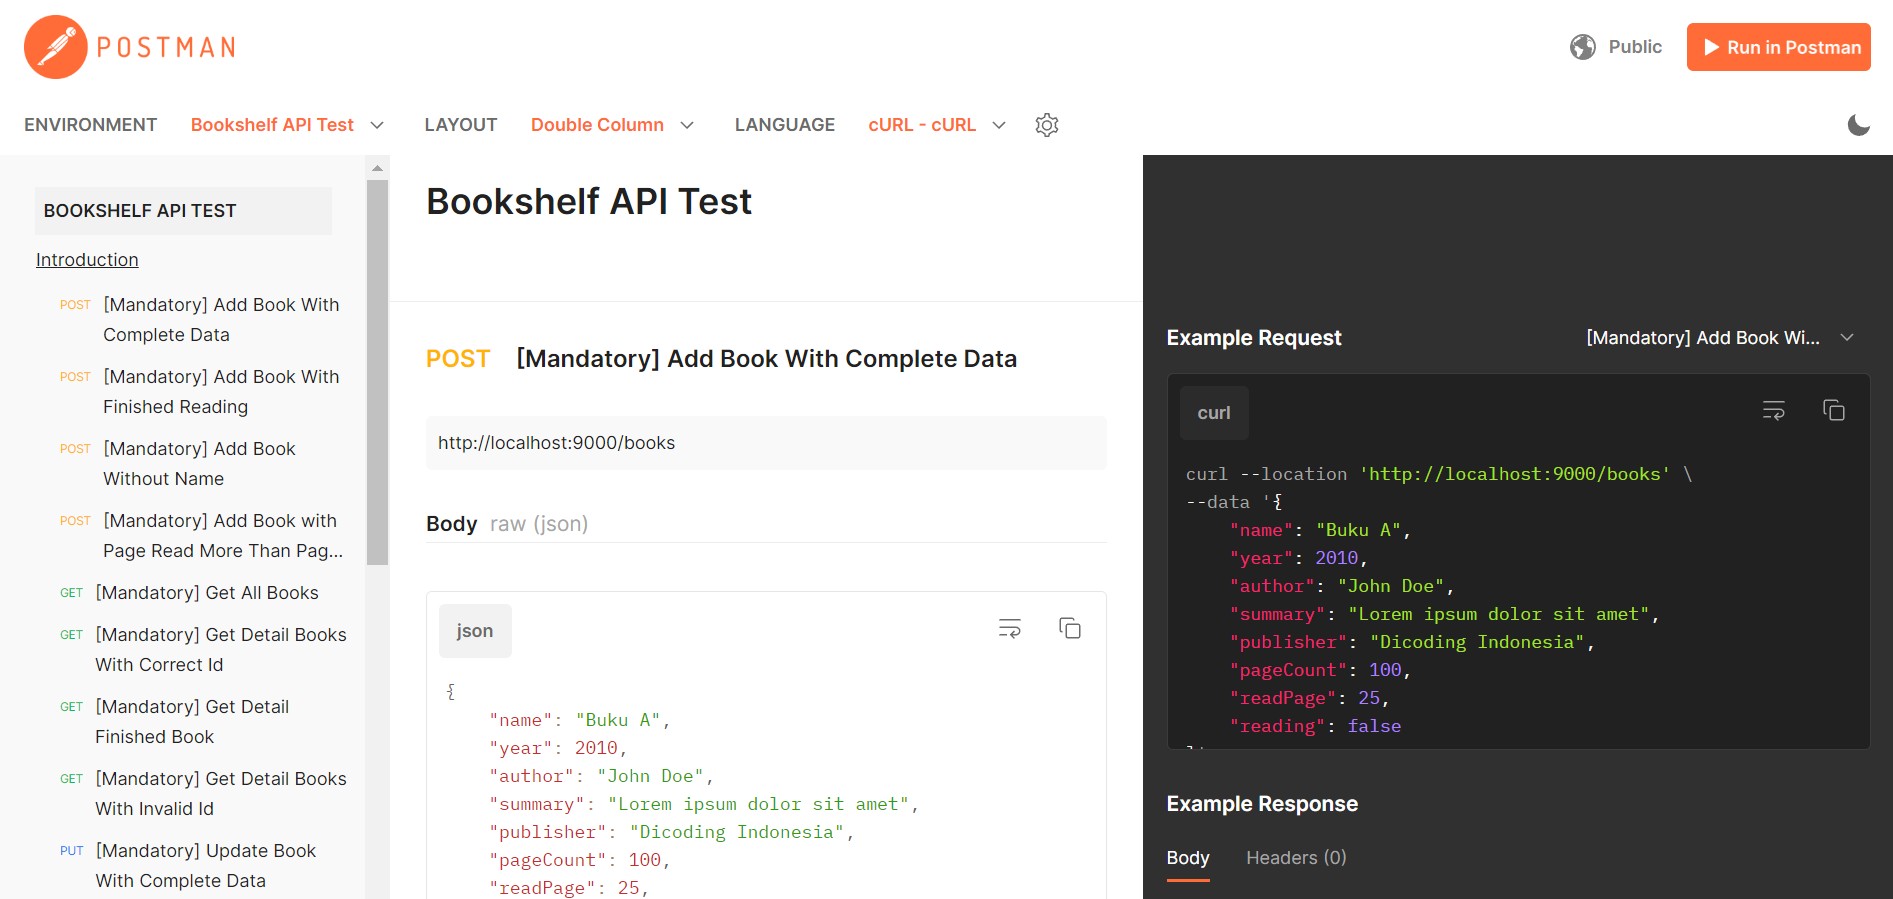 POSTMAN
Public
Run in Postman
ENVIRONMENT Bookshelf API Test LAYOUT Double Column LANGUAGE cURL - cURL
BOOKSHELF API TEST
Introduction
POST [Mandatory] Add Book With
Complete Data
POST [Mandatory] Add Book With
Finished Reading
POST [Mandatory] Add Book
Without Name
POST [Mandatory] Add Book with
Page Read More Than Pag...
GET [Mandatory] Get All Books
GET [Mandatory] Get Detail Books
With Correct Id
GET [Mandatory] Get Detail
Finished Book
GET [Mandatory] Get Detail Books
With Invalid Id
PUT [Mandatory] Update Book
With Complete Data
Bookshelf API Test
POST [Mandatory] Add Book With Complete Data
http://localhost:9000/books
Body raw (json)
json
{
"name": "Buku A",
"year": 2010,
"author": "John Doe",
"summary": "Lorem ipsum dolor sit amet",
"publisher": "Dicoding Indonesia",
"pageCount": 100,
"readPage": 25,
Example Request [Mandatory] Add Book Wi...
curl
curl --location 'http://localhost:9000/books' \
--data '{
"name": "Buku A",
"year": 2010,
"author": "John Doe",
"summary": "Lorem ipsum dolor sit amet",
"publisher": "Dicoding Indonesia",
"pageCount": 100,
"readPage": 25,
"reading": false
Example Response
Body Headers (0)